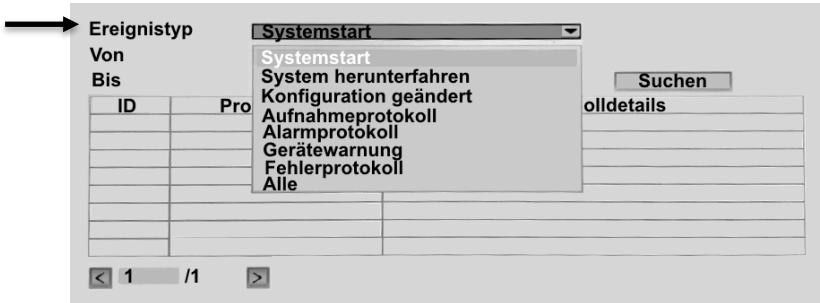 Ereignistyp Systemstart
Von Systemstart
System herunterfahren
Bis Suchen
Konfiguration geändert
ID Pro olldetails
Aufnahmeprotokoll
Alarmprotokoll
Gerätewarnung
Fehlerprotokoll
Alle
< 1 /1 >